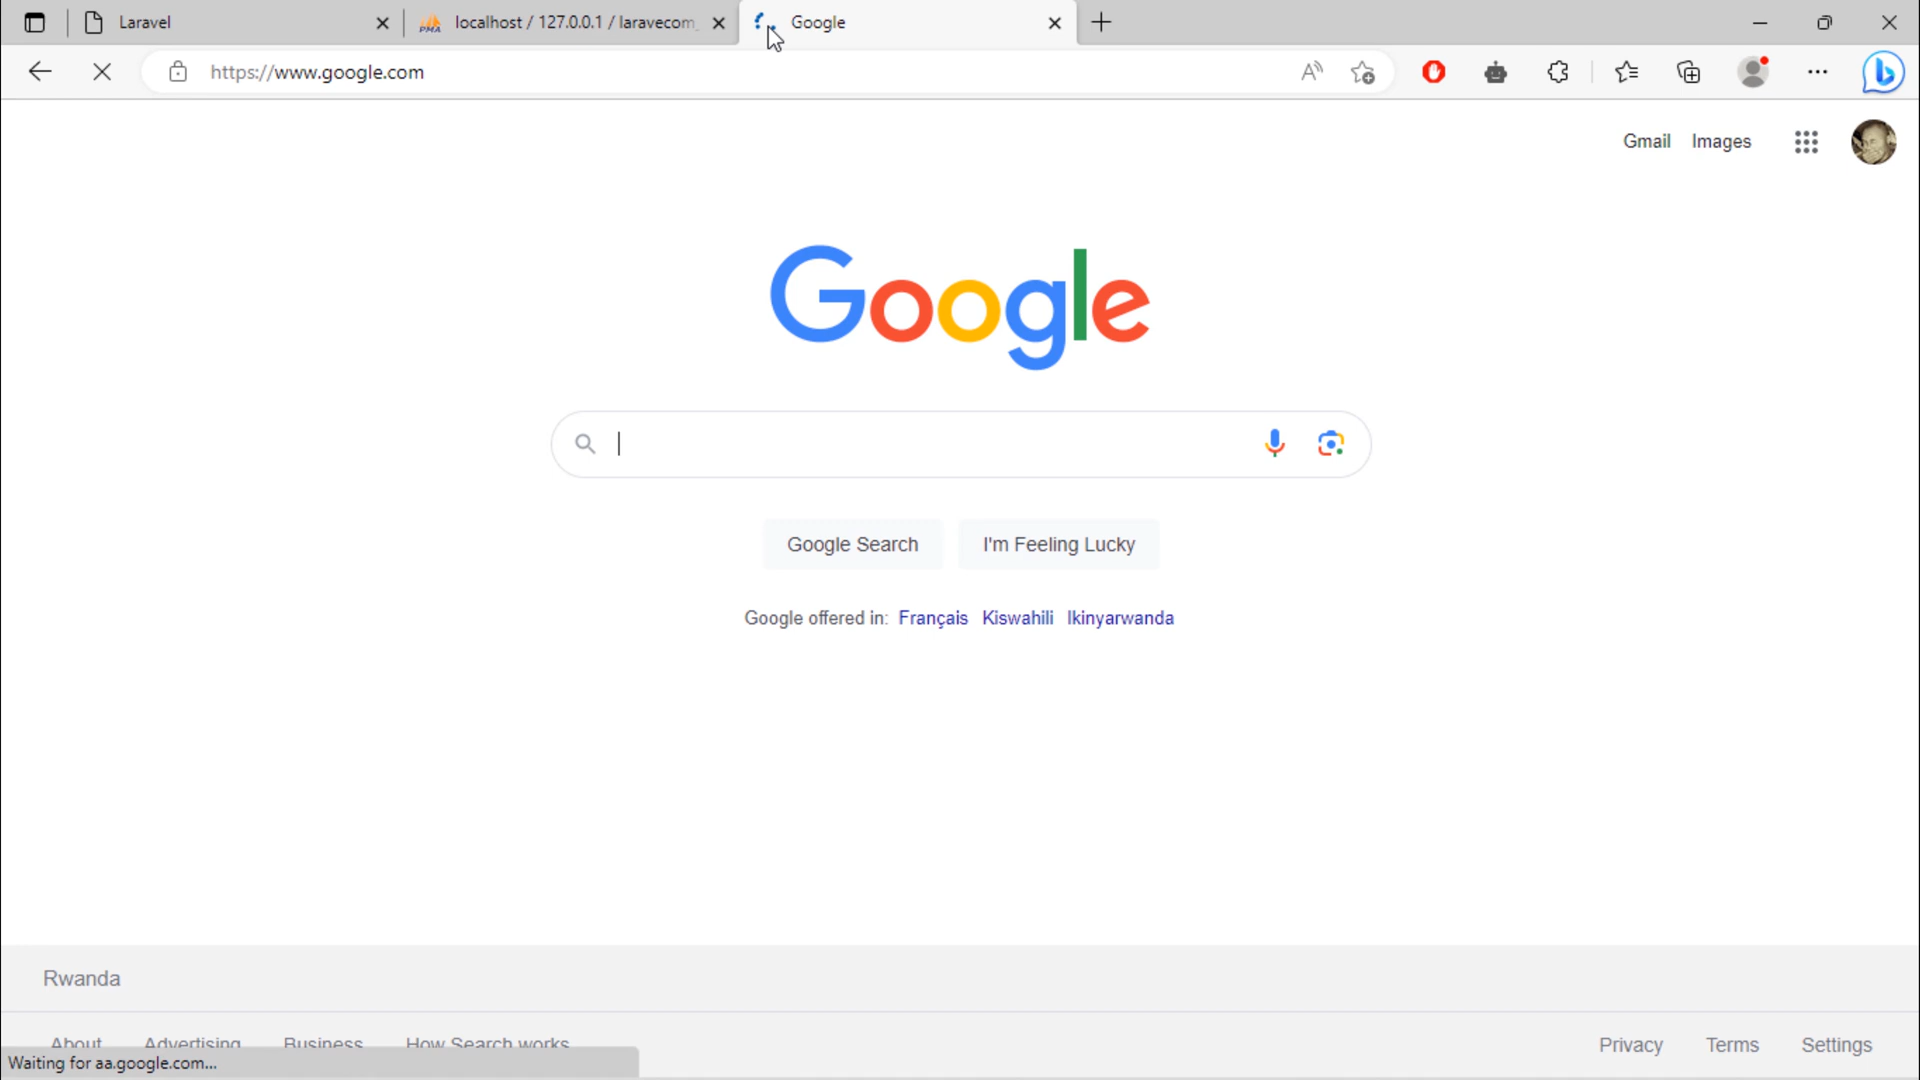 Laravel
localhost / 127.0.0.1 / laravecom_
Google
https://www.google.com
Gmail Images
Google
Google Search I'm Feeling Lucky
Google offered in: Français Kiswahili Ikinyarwanda
Rwanda
About Advertising Business How Search works
Privacy Terms Settings
Waiting for aa.google.com...